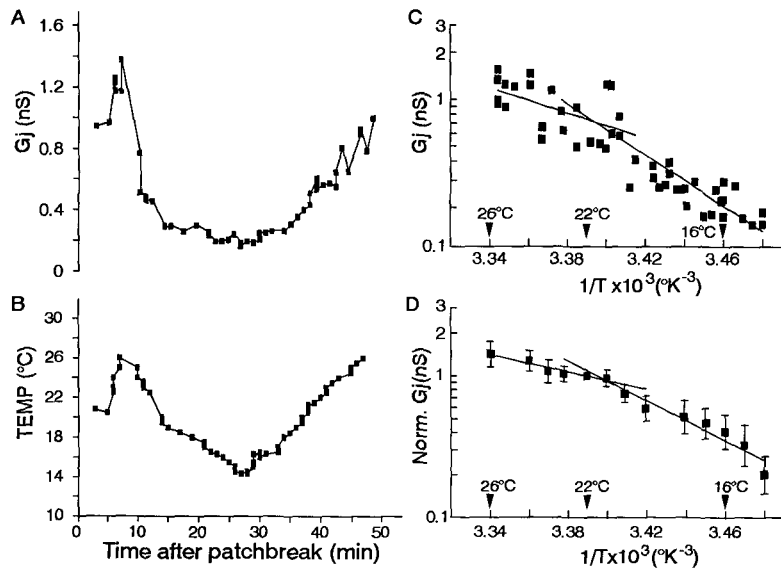 A
Gj (nS)
1.6
1.2
0.8
0.4
0
B
TEMP (°C)
30
26
22
18
14
10
0
10
20
30
40
50
Time after patchbreak (min)
C
Gj (nS)
3
2
1
0.1
26°C
22°C
16°C
3.34
3.38
3.42
3.46
1/T x10³(°K⁻³)
D
Norm. Gj(nS)
3
2
1
0.1
26°C
22°C
16°C
3.34
3.38
3.42
3.46
1/Tx10³(°K⁻³)